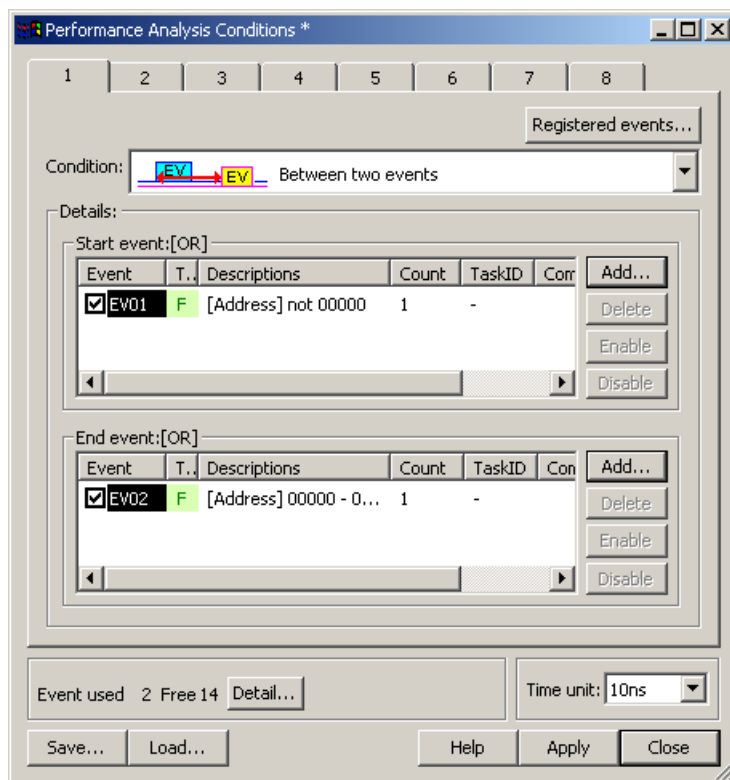 Performance Analysis Conditions *
1 2 3 4 5 6 7 8
Registered events...
Condition: EV EV Between two events
Details:
Start event:[OR]
Event T.. Descriptions Count TaskID Com Add...
EV01 F [Address] not 00000 1 - Delete
Enable
Disable
End event:[OR]
Event T.. Descriptions Count TaskID Com Add...
EV02 F [Address] 00000 - 0... 1 - Delete
Enable
Disable
Event used 2 Free 14 Detail... Time unit: 10ns
Save... Load... Help Apply Close